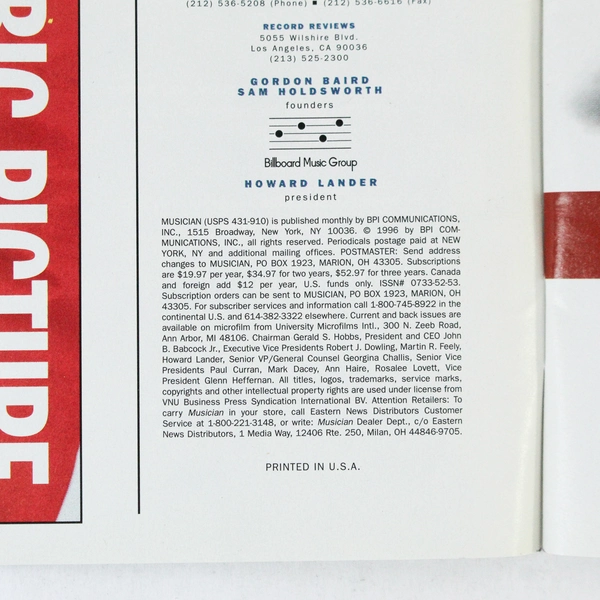 (212) 536-5208 (Phone) ■ (212) 536-6616 (Fax)
RECORD REVIEWS
5055 Wilshire Blvd.
Los Angeles, CA 90036
(213) 525-2300
GORDON BAIRD
SAM HOLDSWORTH
founders
Billboard Music Group
HOWARD LANDER
president
MUSICIAN (USPS 431-910) is published monthly by BPI COMMUNICATIONS,
INC., 1515 Broadway, New York, NY 10036. © 1996 by BPI COM-
MUNICATIONS, INC., all rights reserved. Periodicals postage paid at NEW
YORK, NY and additional mailing offices. POSTMASTER: Send address
changes to MUSICIAN, PO BOX 1923, MARION, OH 43305. Subscriptions
are $19.97 per year, $34.97 for two years, $52.97 for three years. Canada
and foreign add $12 per year, U.S. funds only. ISSN# 0733-52-53.
Subscription orders can be sent to MUSICIAN, PO BOX 1923, MARION, OH
43305. For subscriber services and information call 1-800-745-8922 in the
continental U.S. and 614-382-3322 elsewhere. Current and back issues are
available on microfilm from University Microfilms Intl., 300 N. Zeeb Road,
Ann Arbor, MI 48106. Chairman Gerald S. Hobbs, President and CEO John
B. Babcock Jr., Executive Vice Presidents Robert J. Dowling, Martin R. Feely,
Howard Lander, Senior VP/General Counsel Georgina Challis, Senior Vice
Presidents Paul Curran, Mark Dacey, Ann Haire, Rosalee Lovett, Vice
President Glenn Heffernan. All titles, logos, trademarks, service marks,
copyrights and other intellectual property rights are used under license from
VNU Business Press Syndication International BV. Attention Retailers: To
carry Musician in your store, call Eastern News Distributors Customer
Service at 1-800-221-3148, or write: Musician Dealer Dept., c/o Eastern
News Distributors, 1 Media Way, 12406 Rte. 250, Milan, OH 44846-9705.
PRINTED IN U.S.A.
RIC PICTURE